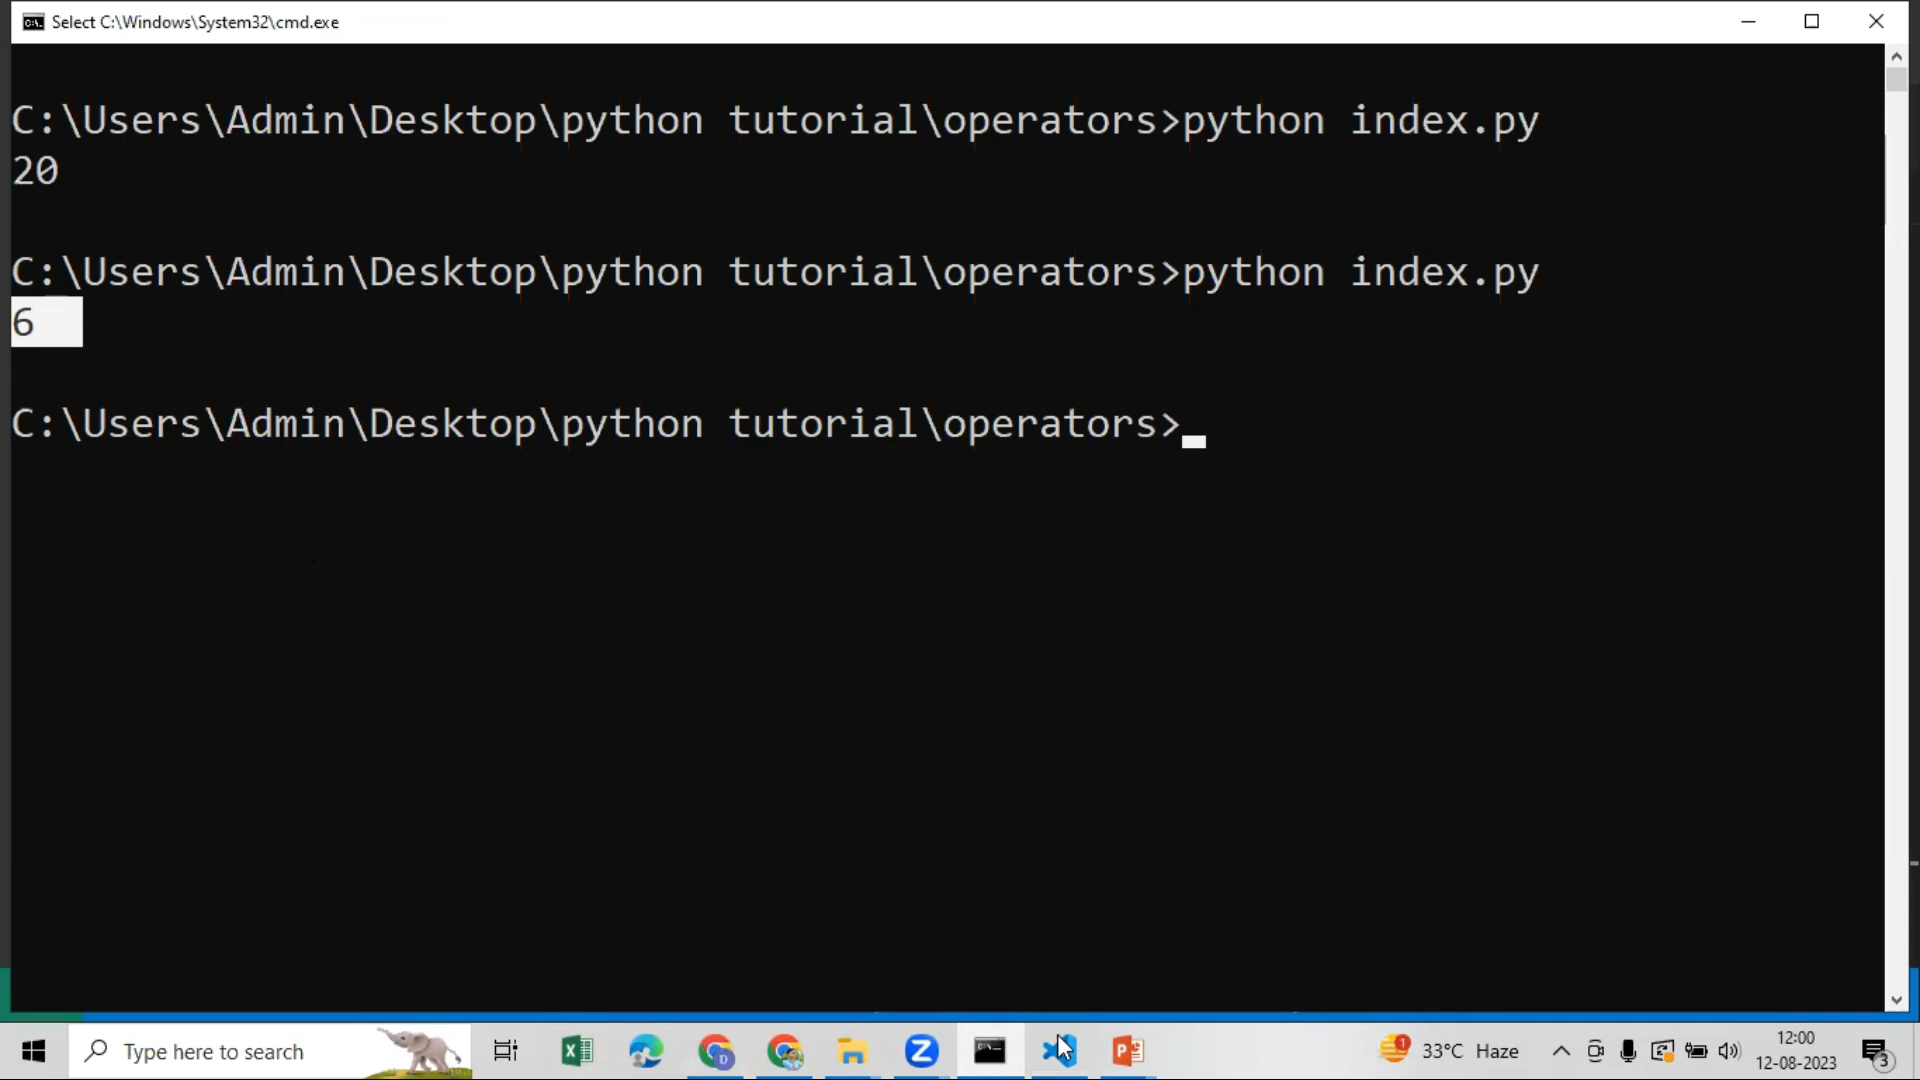 Select C:\Windows\System32\cmd.exe
C:\Users\Admin\Desktop\python tutorial\operators>python index.py
20
C:\Users\Admin\Desktop\python tutorial\operators>python index.py
6
C:\Users\Admin\Desktop\python tutorial\operators>
Type here to search
33°C Haze
12:00
12-08-2023
3